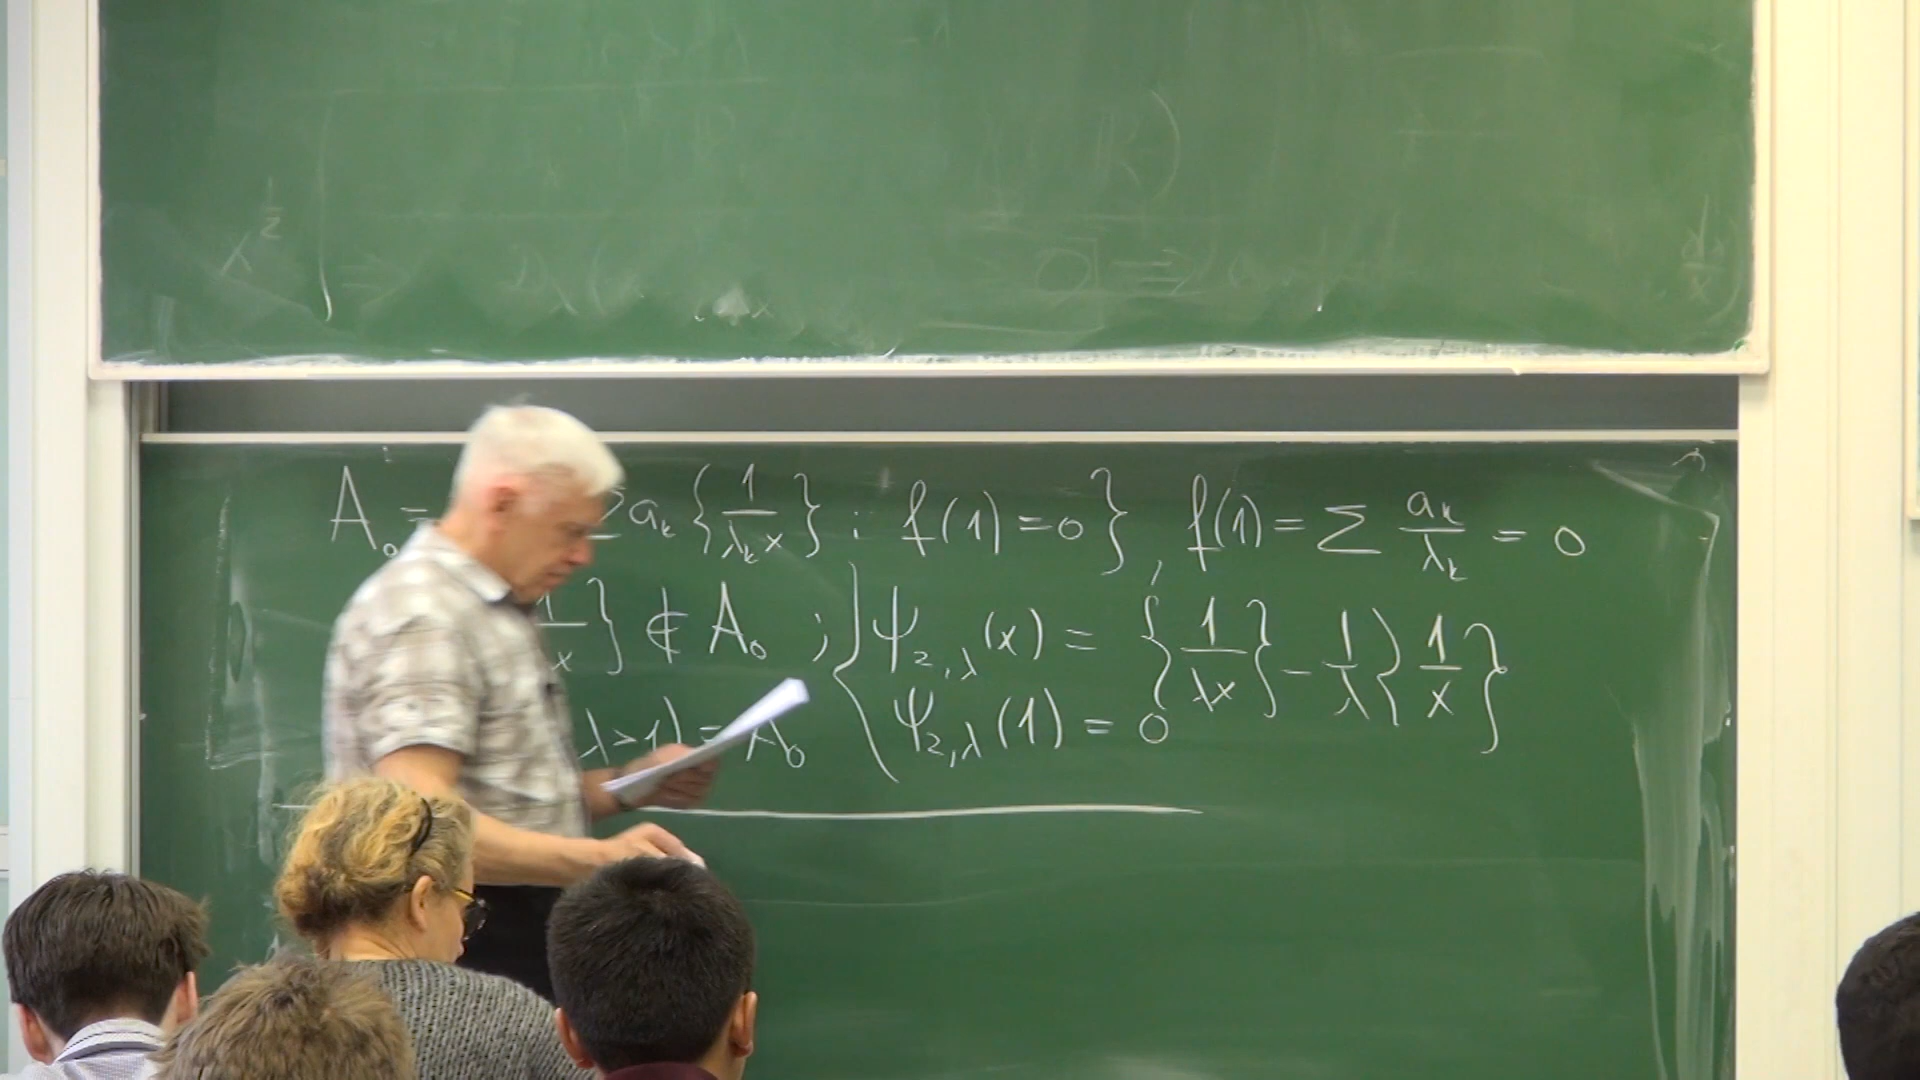 A₀ = Σ aₖ {1/(λₖx)} : f(1) = 0 } , f(1) = Σ aₖ/λₖ = 0
1/x } ∉ A₀ ; { ψ₂,λ(x) = {1/(λx)} - 1/λ {1/x}
λ>1) = A₀ ψ₂,λ(1) = 0